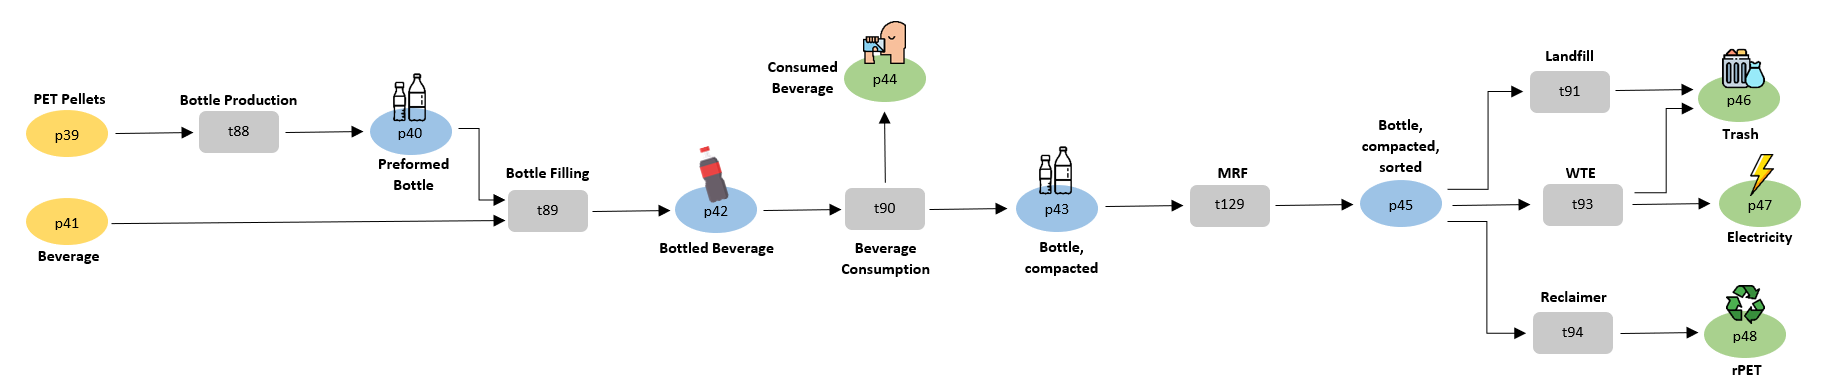 PET Pellets
p39
Bottle Production
t88
p40
Preformed
Bottle
p41
Beverage
Bottle Filling
t89
p42
Bottled Beverage
Consumed
Beverage
p44
t90
Beverage
Consumption
p43
Bottle,
compacted
MRF
t129
Bottle,
compacted,
sorted
p45
Landfill
t91
p46
Trash
WTE
t93
p47
Electricity
Reclaimer
t94
p48
rPET